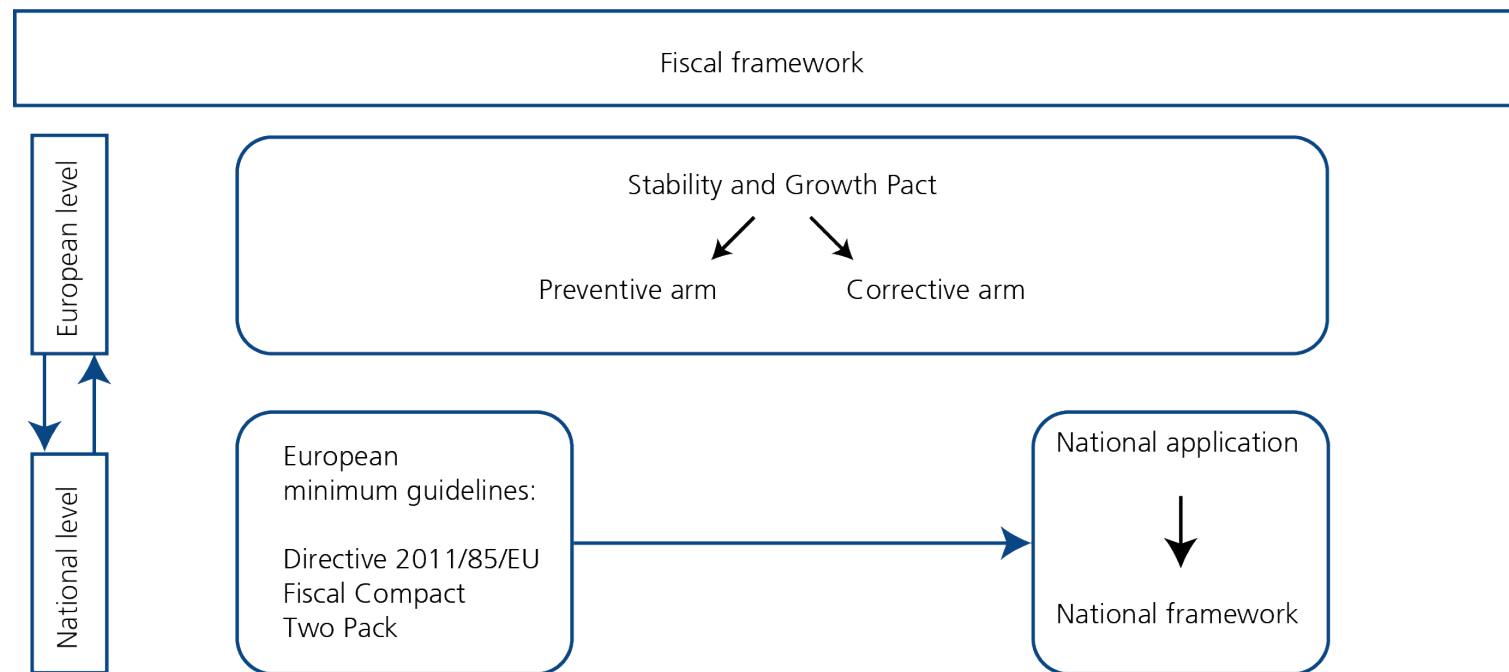 Fiscal framework
European level
Stability and Growth Pact
Preventive arm
Corrective arm
National level
European
minimum guidelines:
Directive 2011/85/EU
Fiscal Compact
Two Pack
National application
National framework